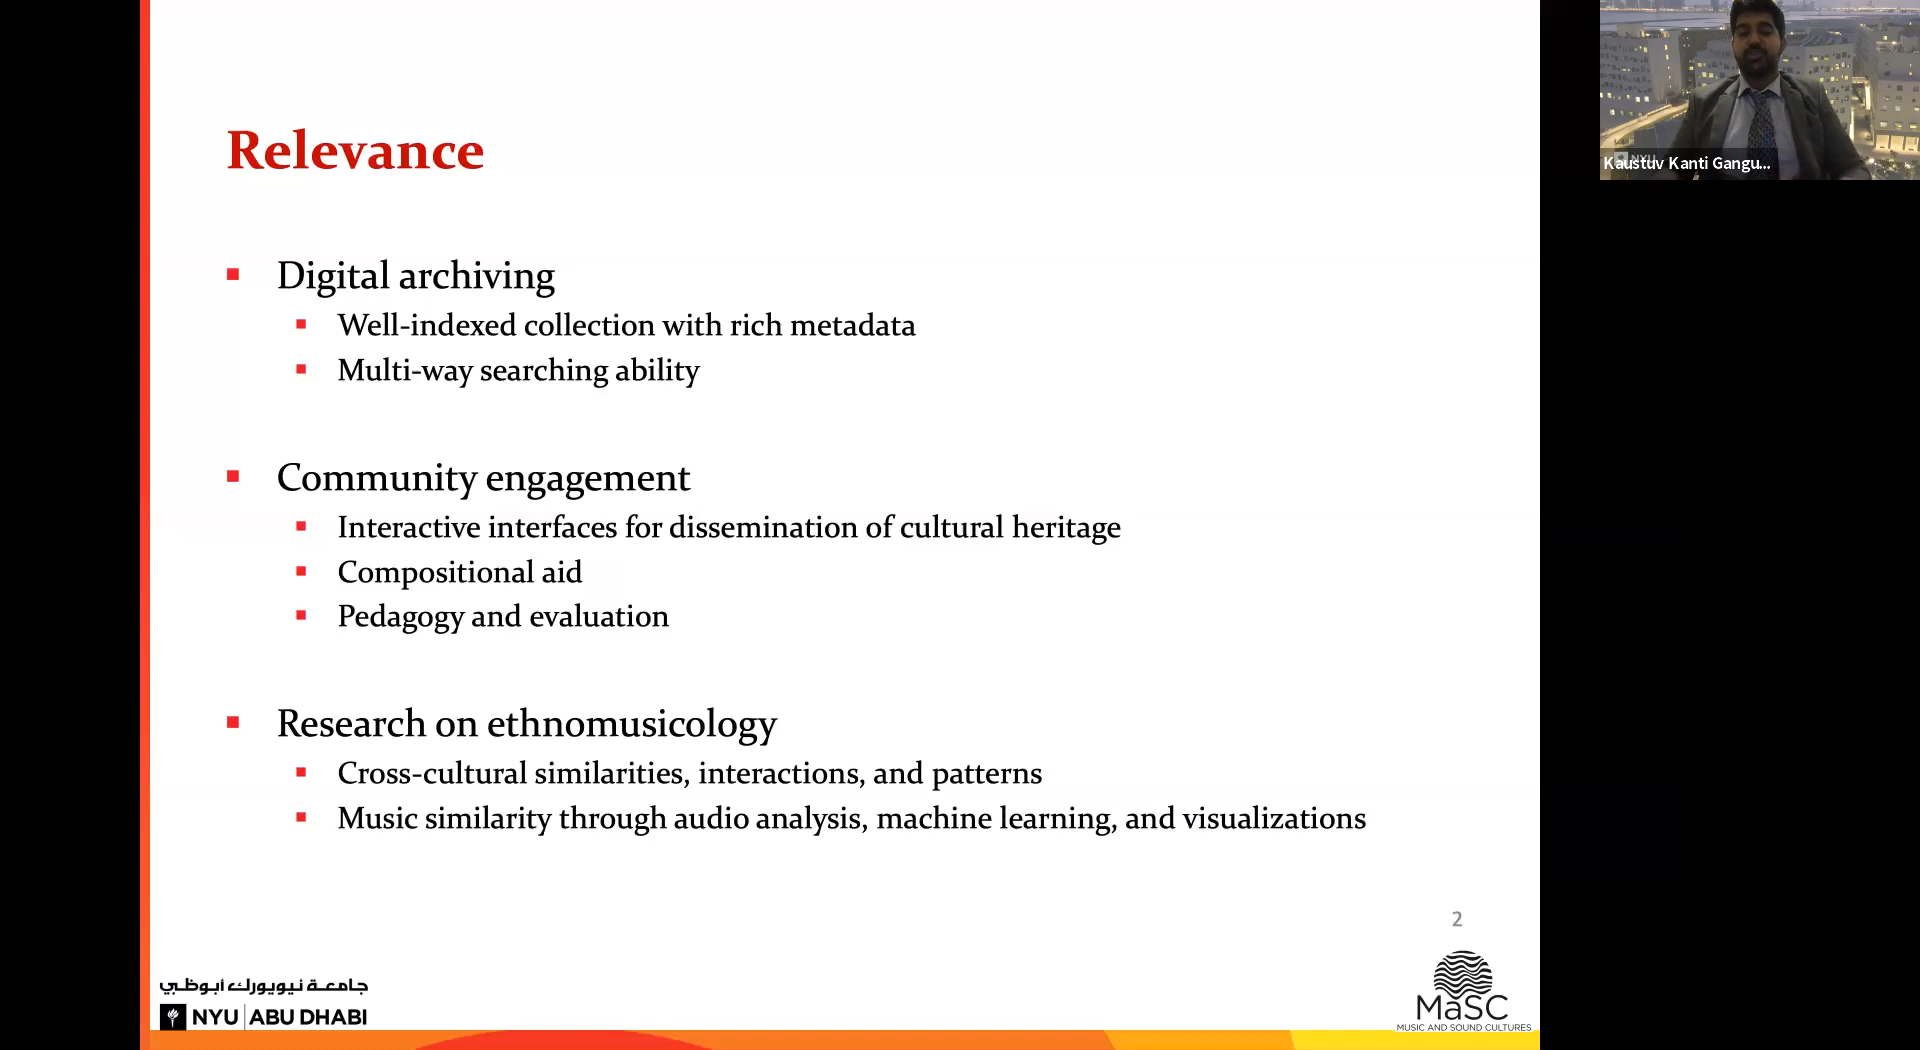 Relevance
Digital archiving
Well-indexed collection with rich metadata
Multi-way searching ability
Community engagement
Interactive interfaces for dissemination of cultural heritage
Compositional aid
Pedagogy and evaluation
Research on ethnomusicology
Cross-cultural similarities, interactions, and patterns
Music similarity through audio analysis, machine learning, and visualizations
2
جامعة نيويورك أبوظبي
NYU ABU DHABI
MaSC
MUSIC AND SOUND CULTURES
NYU
Kaustuv Kanti Gangu...